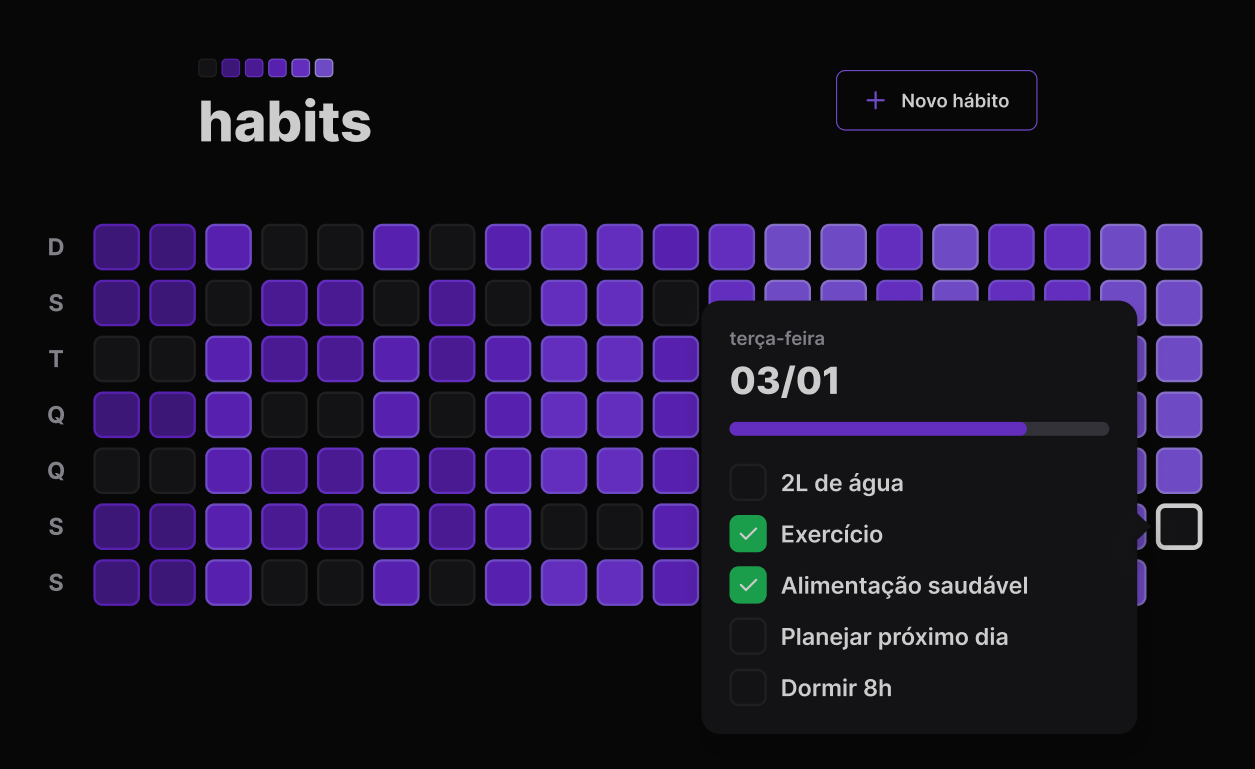 habits
Novo hábito
D
S
T
Q
Q
S
S
terça-feira
03/01
2L de água
Exercício
Alimentação saudável
Planejar próximo dia
Dormir 8h